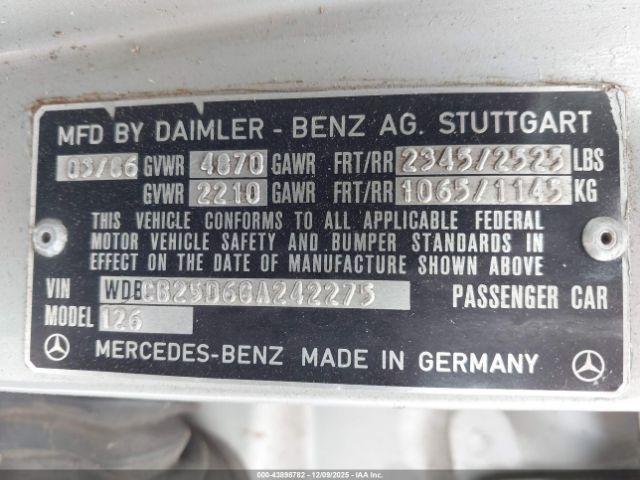 MFD BY DAIMLER - BENZ AG. STUTTGART
03/86 GVWR 4870 GAWR FRT/RR 2345/2525 LBS
GVWR 2210 GAWR FRT/RR 1065/1145 KG
THIS VEHICLE CONFORMS TO ALL APPLICABLE FEDERAL
MOTOR VEHICLE SAFETY AND BUMPER STANDARDS IN
EFFECT ON THE DATE OF MANUFACTURE SHOWN ABOVE
VIN WDBCB25D6GA242275 PASSENGER CAR
MODEL 126
MERCEDES-BENZ MADE IN GERMANY
000-43898782 - 12/09/2025 - IAAI.CA